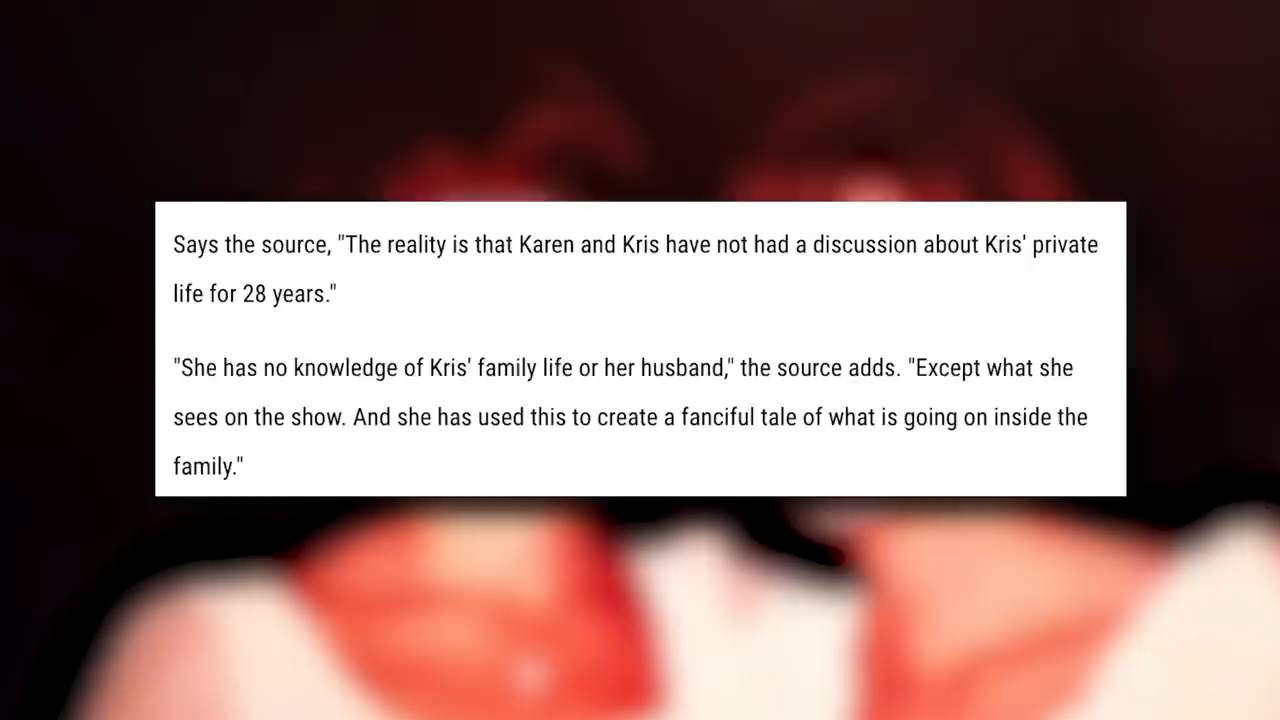 Says the source, "The reality is that Karen and Kris have not had a discussion about Kris' private
life for 28 years."
"She has no knowledge of Kris' family life or her husband," the source adds. "Except what she
sees on the show. And she has used this to create a fanciful tale of what is going on inside the
family."